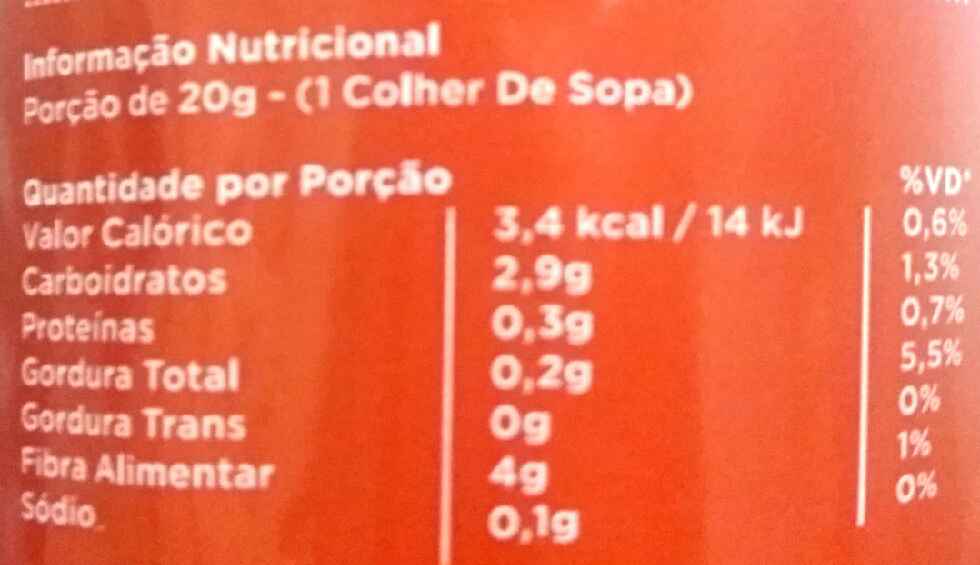 Informação Nutricional
Porção de 20g - (1 Colher De Sopa)
Quantidade por Porção %VD*
Valor Calórico 3,4 kcal / 14 kJ 0,6%
Carboidratos 2,9g 1,3%
Proteínas 0,3g 0,7%
Gordura Total 0,2g 5,5%
Gordura Trans 0g 0%
Fibra Alimentar 4g 1%
Sódio 0,1g 0%